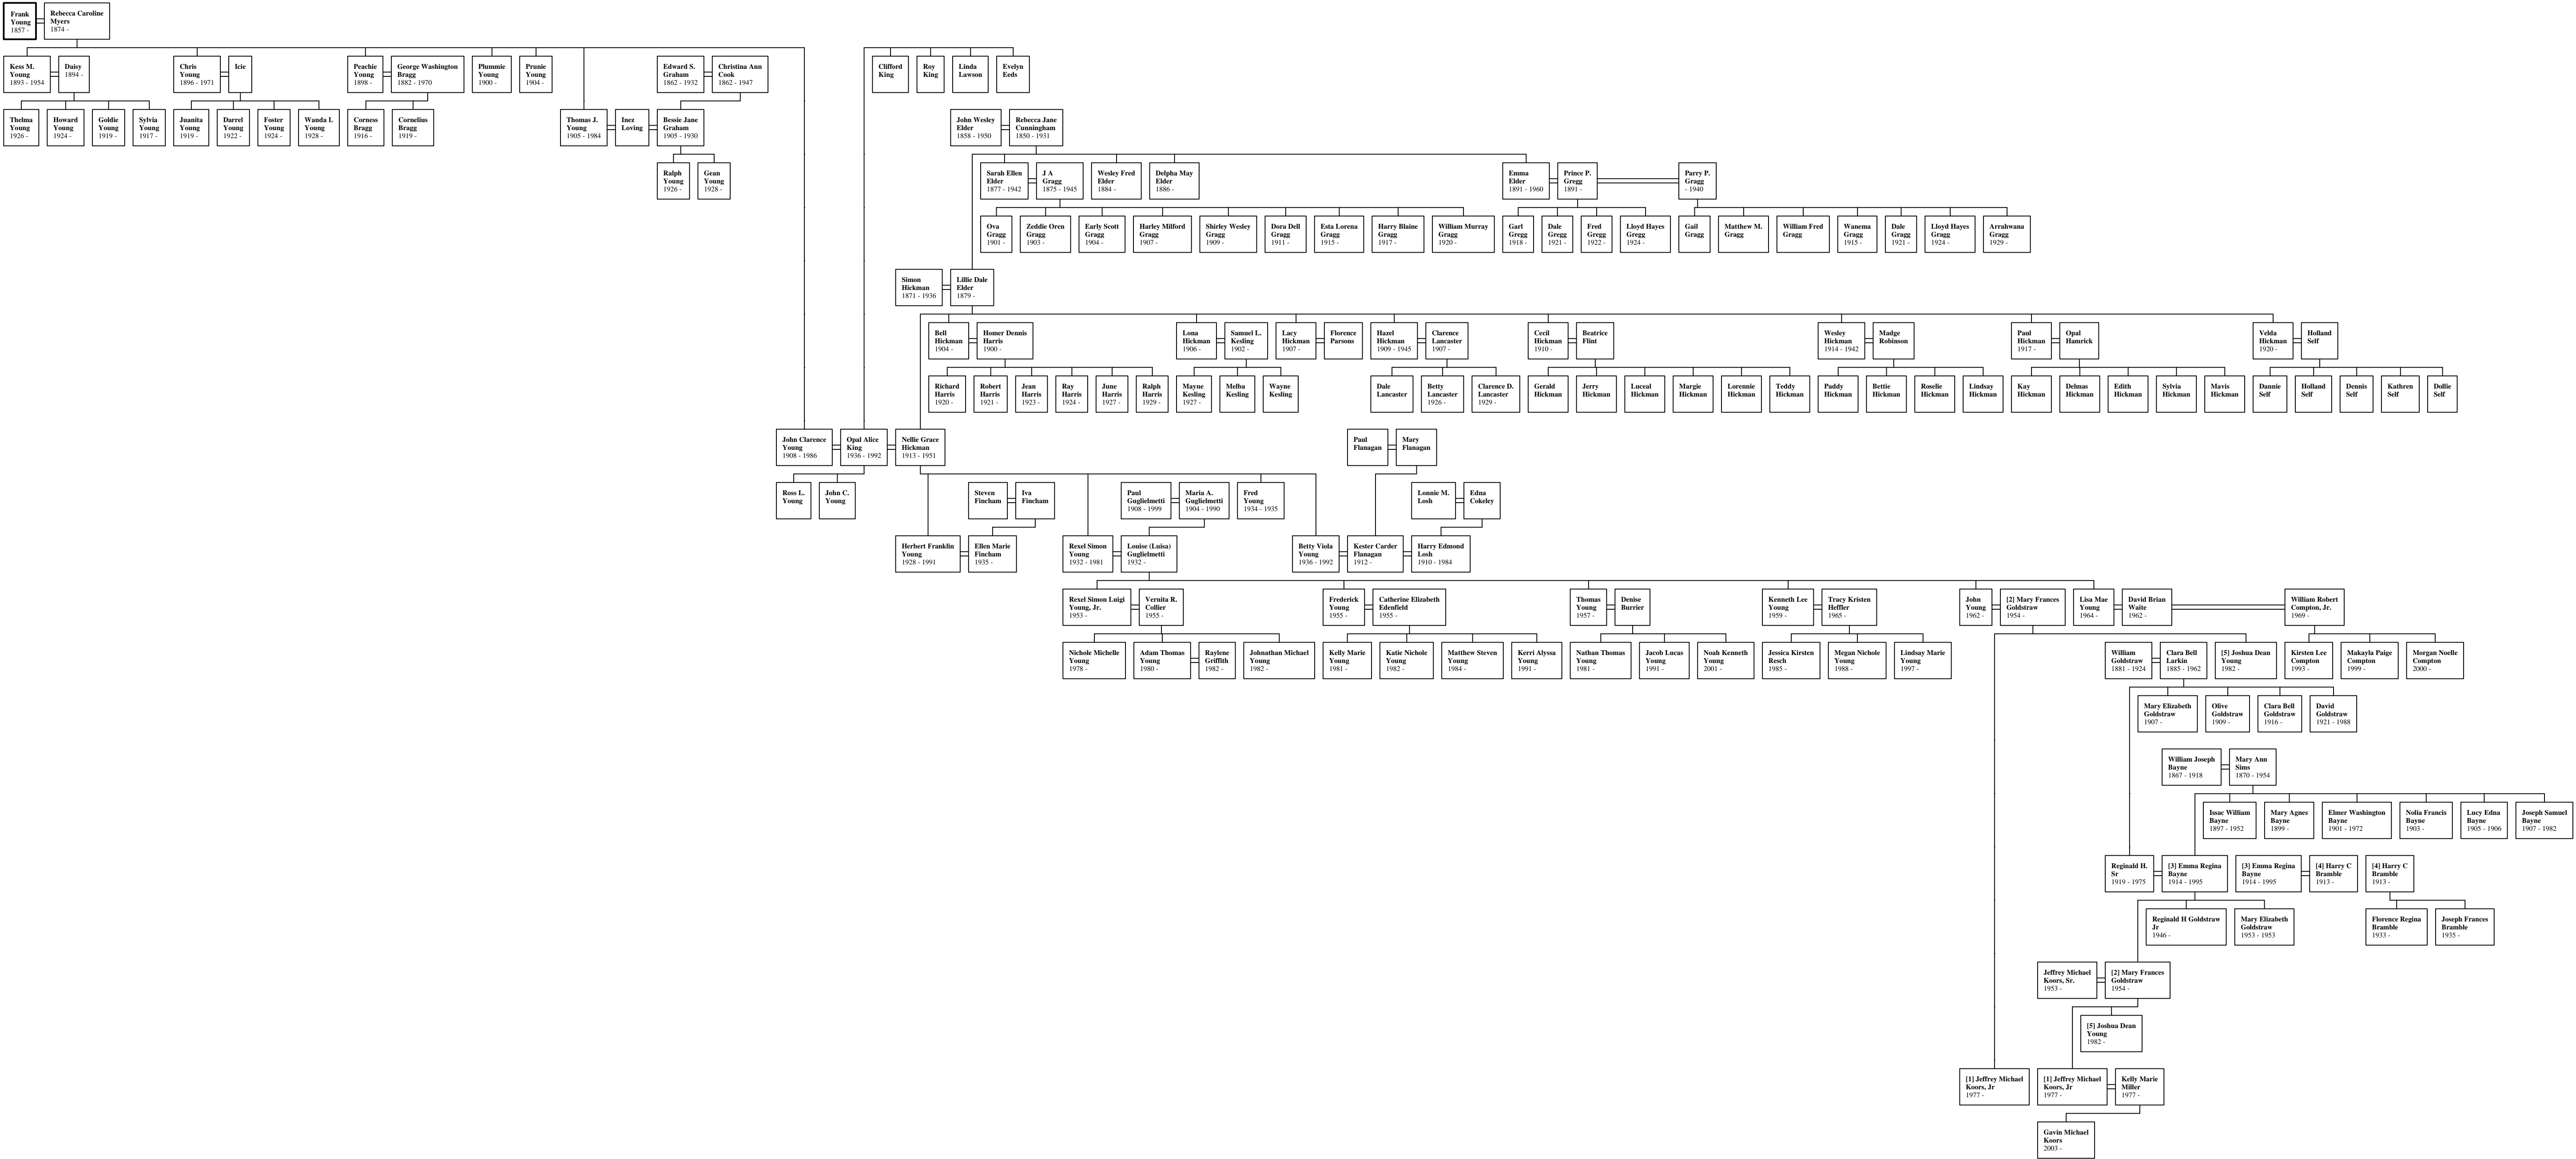 Frank
Young
1857 -
Rebecca Caroline
Myers
1874 -
Kess M.
Young
1893 - 1954
Daisy
1894 -
Chris
Young
1896 - 1971
Icie
Peachie
Young
1898 -
George Washington
Bragg
1882 - 1970
Plummie
Young
1900 -
Prunie
Young
1904 -
Edward S.
Graham
1862 - 1932
Christina Ann
Cook
1862 - 1947
Clifford
King
Roy
King
Linda
Lawson
Evelyn
Eeds
Thelma
Young
1926 -
Howard
Young
1924 -
Goldie
Young
1919 -
Sylvia
Young
1917 -
Juanita
Young
1919 -
Darrel
Young
1922 -
Foster
Young
1924 -
Wanda I.
Young
1928 -
Corness
Bragg
1916 -
Cornelius
Bragg
1919 -
Thomas J.
Young
1905 - 1984
Inez
Loving
Bessie Jane
Graham
1905 - 1930
John Wesley
Elder
1858 - 1950
Rebecca Jane
Cunningham
1850 - 1931
Ralph
Young
1926 -
Gean
Young
1928 -
Sarah Ellen
Elder
1877 - 1942
J A
Gragg
1875 - 1945
Wesley Fred
Elder
1884 -
Delpha May
Elder
1886 -
Emma
Elder
1891 - 1960
Prince P.
Gregg
1891 -
Parry P.
Gragg
- 1940
Ova
Gragg
1901 -
Zeddie Oren
Gragg
1903 -
Early Scott
Gragg
1904 -
Harley Milford
Gragg
1907 -
Shirley Wesley
Gragg
1909 -
Dora Dell
Gragg
1911 -
Esta Lorena
Gragg
1915 -
Harry Blaine
Gragg
1917 -
William Murray
Gragg
1920 -
Garl
Gregg
1918 -
Dale
Gregg
1921 -
Fred
Gregg
1922 -
Lloyd Hayes
Gregg
1924 -
Gail
Gragg
Matthew M.
Gragg
William Fred
Gragg
Wanema
Gragg
1915 -
Dale
Gragg
1921 -
Lloyd Hayes
Gragg
1924 -
Arrahwana
Gragg
1929 -
Simon
Hickman
1871 - 1936
Lillie Dale
Elder
1879 -
Bell
Hickman
1904 -
Homer Dennis
Harris
1900 -
Lona
Hickman
1906 -
Samuel L.
Kesling
1902 -
Lacy
Hickman
1907 -
Florence
Parsons
Hazel
Hickman
1909 - 1945
Clarence
Lancaster
1907 -
Cecil
Hickman
1910 -
Beatrice
Flint
Wesley
Hickman
1914 - 1942
Madge
Robinson
Paul
Hickman
1917 -
Opal
Hamrick
Velda
Hickman
1920 -
Holland
Self
Richard
Harris
1920 -
Robert
Harris
1921 -
Jean
Harris
1923 -
Ray
Harris
1924 -
June
Harris
1927 -
Ralph
Harris
1929 -
Mayne
Kesling
1927 -
Melba
Kesling
Wayne
Kesling
Dale
Lancaster
Betty
Lancaster
1926 -
Clarence D.
Lancaster
1929 -
Gerald
Hickman
Jerry
Hickman
Luceal
Hickman
Margie
Hickman
Lorennie
Hickman
Teddy
Hickman
Paddy
Hickman
Bettie
Hickman
Roselie
Hickman
Lindsay
Hickman
Kay
Hickman
Delmas
Hickman
Edith
Hickman
Sylvia
Hickman
Mavis
Hickman
Dannie
Self
Holland
Self
Dennis
Self
Kathren
Self
Dollie
Self
John Clarence
Young
1908 - 1986
Opal Alice
King
1936 - 1992
Nellie Grace
Hickman
1913 - 1951
Paul
Flanagan
Mary
Flanagan
Ross L.
Young
John C.
Young
Steven
Fincham
Iva
Fincham
Paul
Guglielmetti
1908 - 1999
Maria A.
Guglielmetti
1904 - 1990
Fred
Young
1934 - 1935
Lonnie M.
Losh
Edna
Cokeley
Herbert Franklin
Young
1928 - 1991
Ellen Marie
Fincham
1935 -
Rexel Simon
Young
1932 - 1981
Louise (Luisa)
Guglielmetti
1932 -
Betty Viola
Young
1936 - 1992
Kester Carder
Flanagan
1912 -
Harry Edmond
Losh
1910 - 1984
Rexel Simon Luigi
Young, Jr.
1953 -
Vernita R.
Collier
1955 -
Frederick
Young
1955 -
Catherine Elizabeth
Edenfield
1955 -
Thomas
Young
1957 -
Denise
Burrier
Kenneth Lee
Young
1959 -
Tracy Kristen
Heffler
1965 -
John
Young
1962 -
[2] Mary Frances
Goldstraw
1954 -
Lisa Mae
Young
1964 -
David Brian
Waite
1962 -
William Robert
Compton, Jr.
1969 -
Nichole Michelle
Young
1978 -
Adam Thomas
Young
1980 -
Raylene
Griffith
1982 -
Johnathan Michael
Young
1982 -
Kelly Marie
Young
1981 -
Katie Nichole
Young
1982 -
Matthew Steven
Young
1984 -
Kerri Alyssa
Young
1991 -
Nathan Thomas
Young
1981 -
Jacob Lucas
Young
1991 -
Noah Kenneth
Young
2001 -
Jessica Kirsten
Resch
1985 -
Megan Nichole
Young
1988 -
Lindsay Marie
Young
1997 -
William
Goldstraw
1881 - 1924
Clara Bell
Larkin
1885 - 1962
[5] Joshua Dean
Young
1982 -
Kirsten Lee
Compton
1993 -
Makayla Paige
Compton
1999 -
Morgan Noelle
Compton
2000 -
Mary Elizabeth
Goldstraw
1907 -
Olive
Goldstraw
1909 -
Clara Bell
Goldstraw
1916 -
David
Goldstraw
1921 - 1988
William Joseph
Bayne
1867 - 1918
Mary Ann
Sims
1870 - 1954
Issac William
Bayne
1897 - 1952
Mary Agnes
Bayne
1899 -
Elmer Washington
Bayne
1901 - 1972
Nolia Francis
Bayne
1903 -
Lucy Edna
Bayne
1905 - 1906
Joseph Samuel
Bayne
1907 - 1982
Reginald H.
Sr
1919 - 1975
[3] Emma Regina
Bayne
1914 - 1995
[3] Emma Regina
Bayne
1914 - 1995
[4] Harry C
Bramble
1913 -
[4] Harry C
Bramble
1913 -
Reginald H Goldstraw
Jr
1946 -
Mary Elizabeth
Goldstraw
1953 - 1953
Florence Regina
Bramble
1933 -
Joseph Frances
Bramble
1935 -
Jeffrey Michael
Koors, Sr.
1953 -
[2] Mary Frances
Goldstraw
1954 -
[5] Joshua Dean
Young
1982 -
[1] Jeffrey Michael
Koors, Jr
1977 -
[1] Jeffrey Michael
Koors, Jr
1977 -
Kelly Marie
Miller
1977 -
Gavin Michael
Koors
2003 -